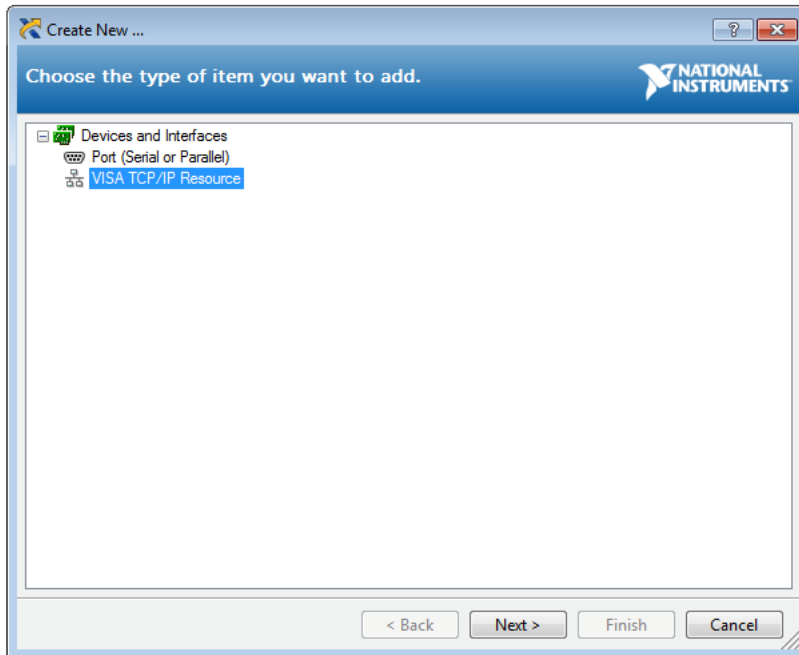 Create New ...
Choose the type of item you want to add.
NATIONAL
INSTRUMENTS™
Devices and Interfaces
Port (Serial or Parallel)
VISA TCP/IP Resource
< Back
Next >
Finish
Cancel